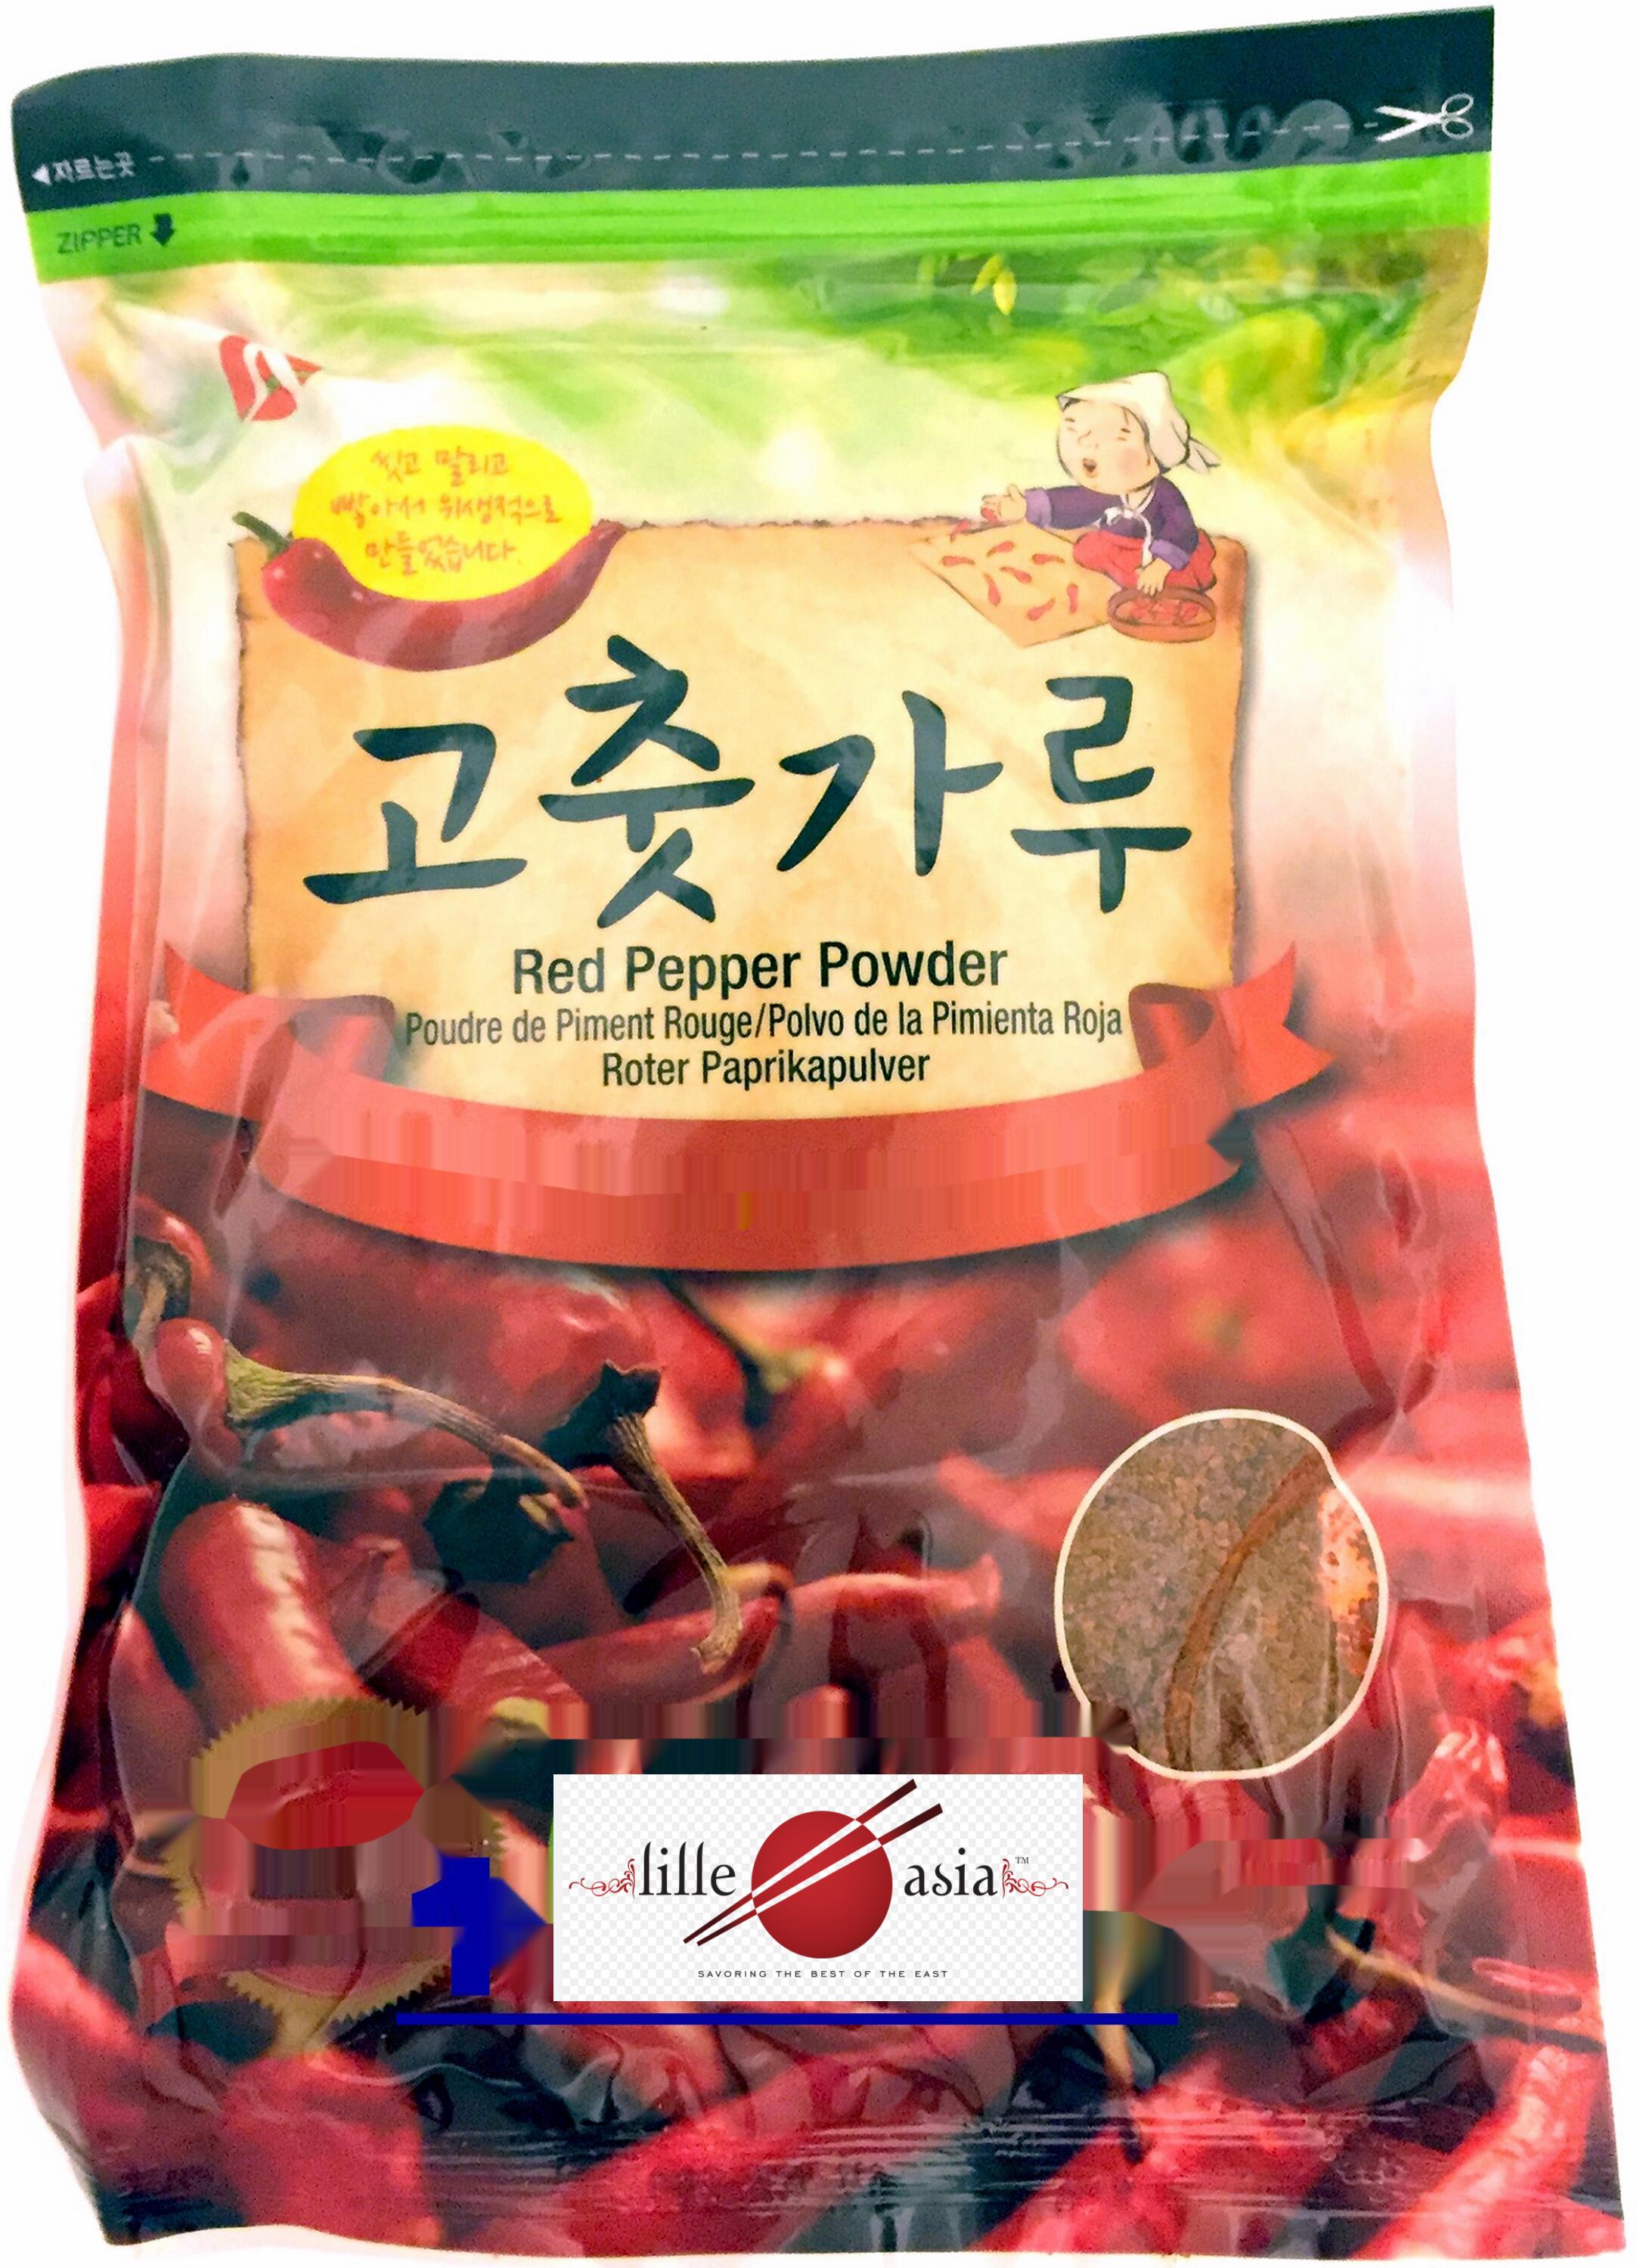 자르는곳
ZIPPER
씻고 말리고
빻아서 위생적으로
만들었습니다.
고춧가루
Red Pepper Powder
Poudre de Piment Rouge/Polvo de la Pimienta Roja
Roter Paprikapulver
1
lille asia™
SAVORING THE BEST OF THE EAST